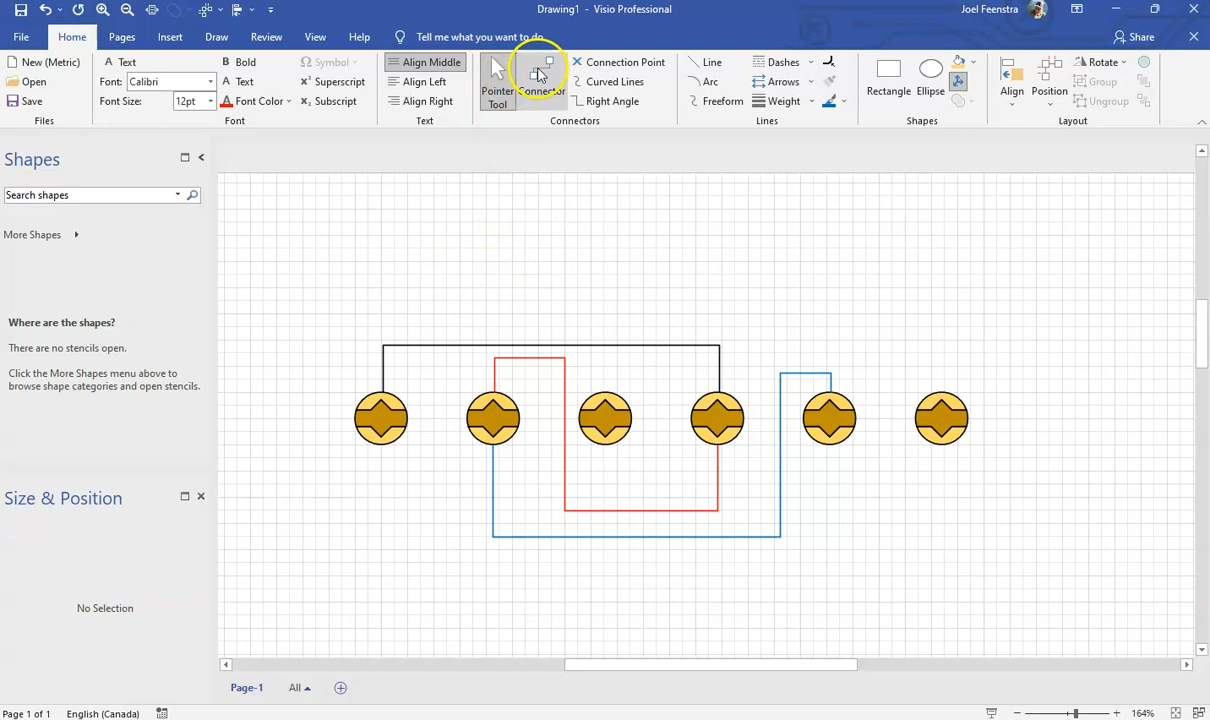 Drawing1 - Visio Professional
Joel Feenstra
File
Home
Pages
Insert
Draw
Review
View
Help
Tell me what you want to do
Share
New (Metric)
Open
Save
Files
Text
Font: Calibri
Font Size: 12pt
Bold
Text
Font Color
Symbol
Superscript
Subscript
Font
Align Middle
Align Left
Align Right
Text
Pointer
Tool
Connector
Connection Point
Curved Lines
Right Angle
Connectors
Line
Arc
Freeform
Dashes
Arrows
Weight
Lines
Rectangle
Ellipse
Shapes
Align
Position
Rotate
Group
Ungroup
Layout
Shapes
Search shapes
More Shapes
Where are the shapes?
There are no stencils open.
Click the More Shapes menu above to
browse shape categories and open stencils.
Size & Position
No Selection
Page-1
All
Page 1 of 1
English (Canada)
164%